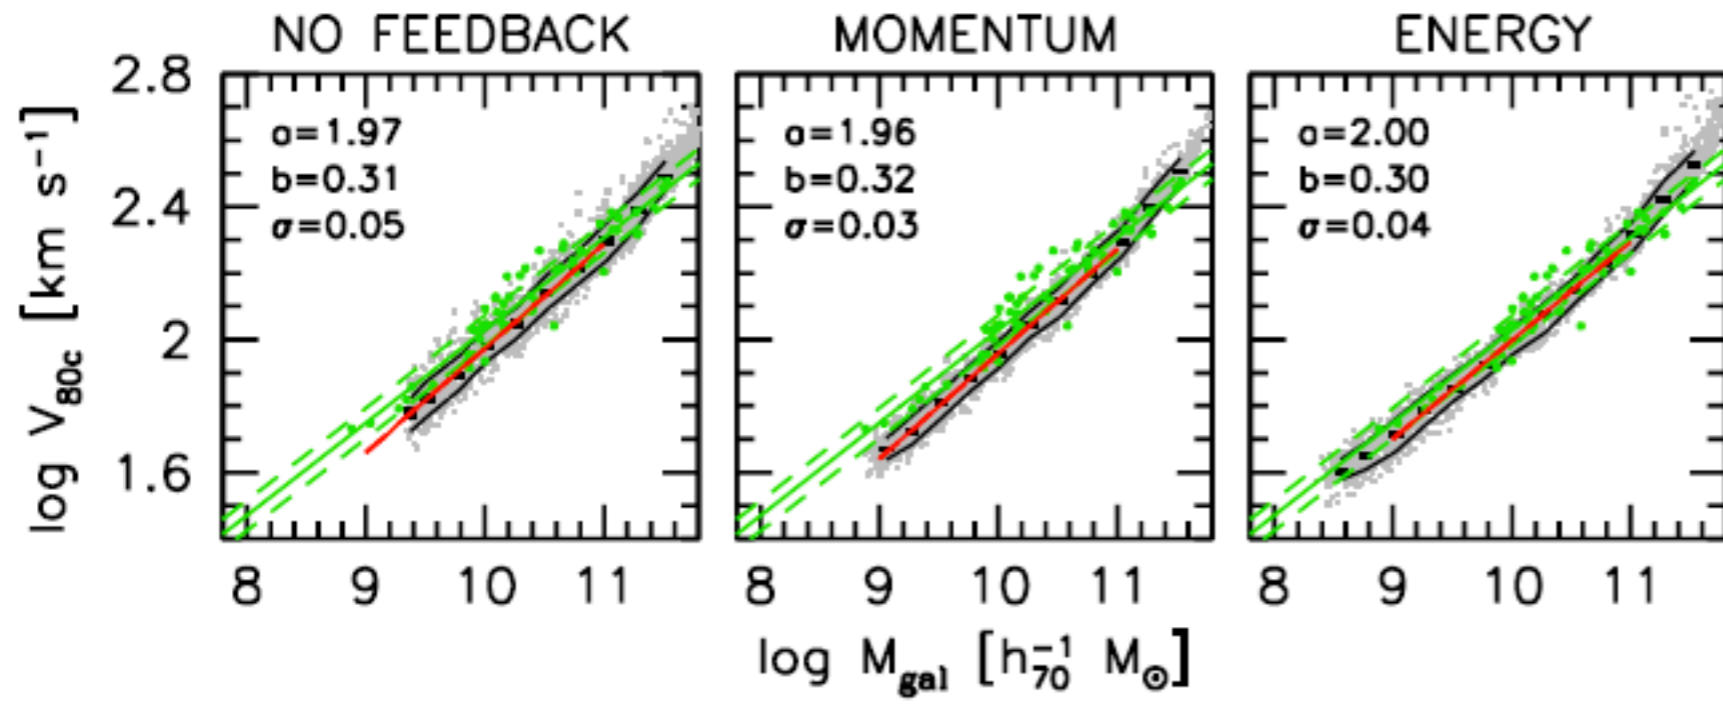 NO FEEDBACK MOMENTUM ENERGY
2.8
a=1.97 a=1.96 a=2.00
b=0.31 b=0.32 b=0.30
2.4
σ=0.05 σ=0.03 σ=0.04
2
1.6
log V80c [km s−1]
8 9 10 11 8 9 10 11 8 9 10 11
log Mgal [h70−1 M⊙]